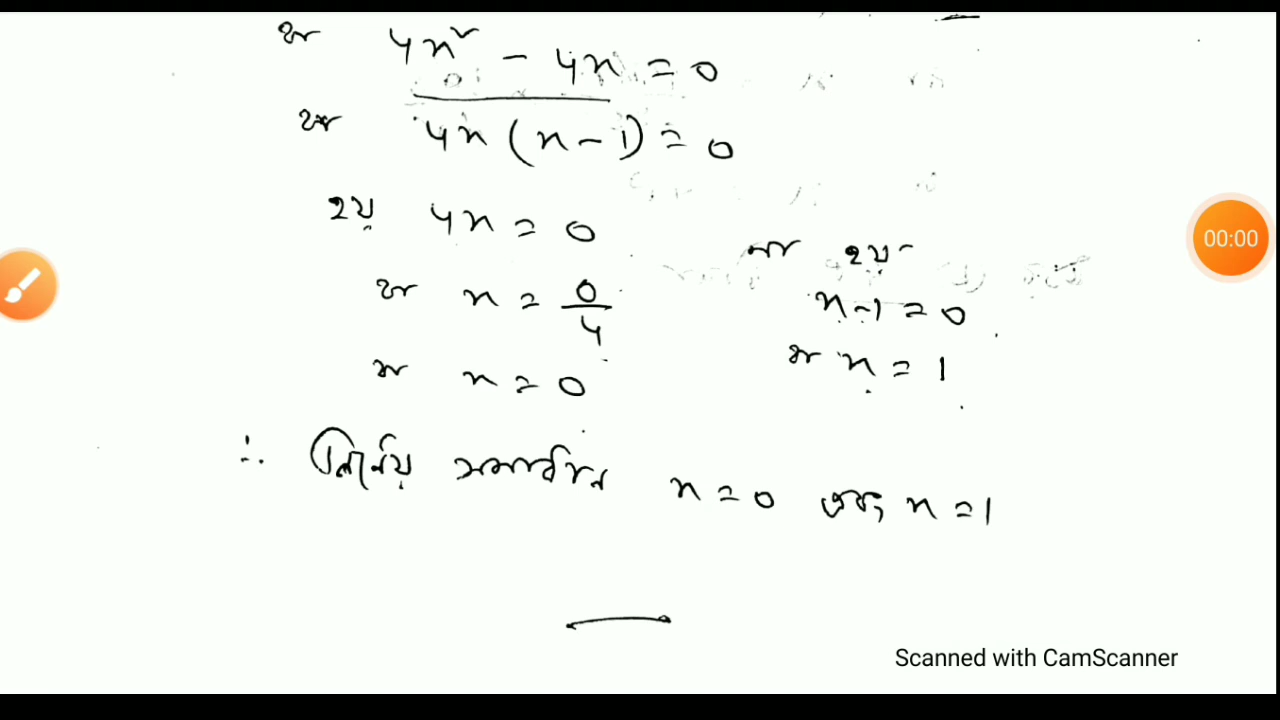 বা 4x² - 4x = 0
বা 4x (x - 1) = 0
হয় 4x = 0
না হয়
বা x = 0/4
x - 1 = 0
বা x = 0
বা x = 1
∴ নির্নেয় সমাধান x = 0 এবং x = 1
00:00
Scanned with CamScanner